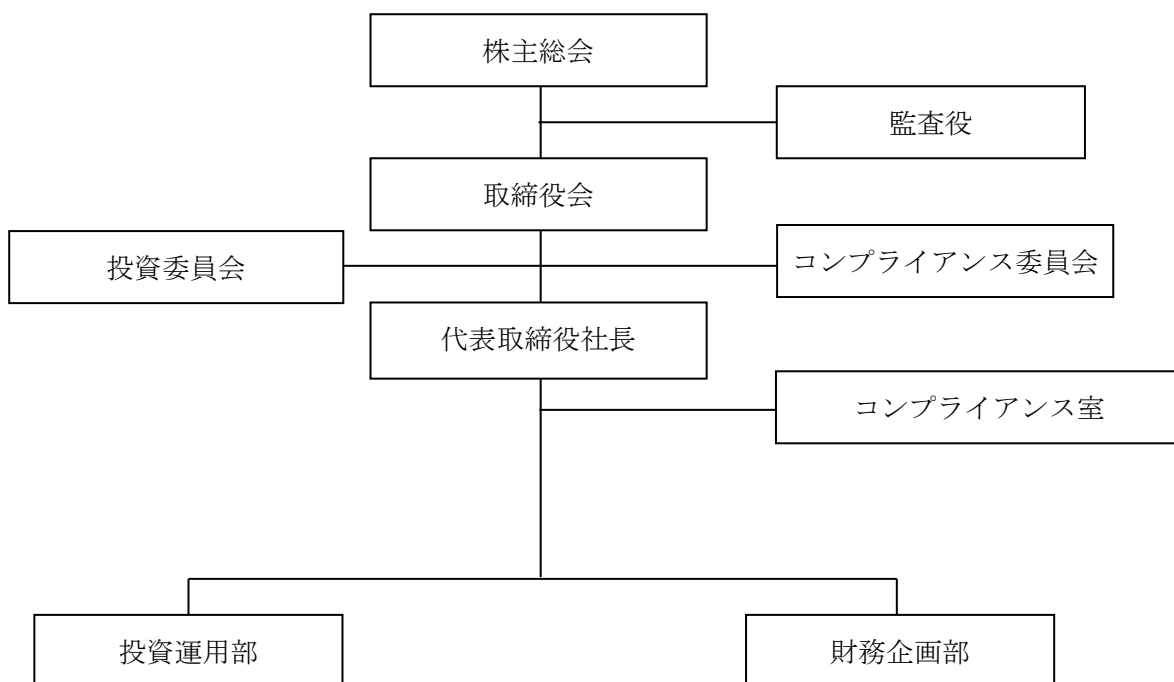 株主総会
監査役
取締役会
投資委員会
コンプライアンス委員会
代表取締役社長
コンプライアンス室
投資運用部
財務企画部